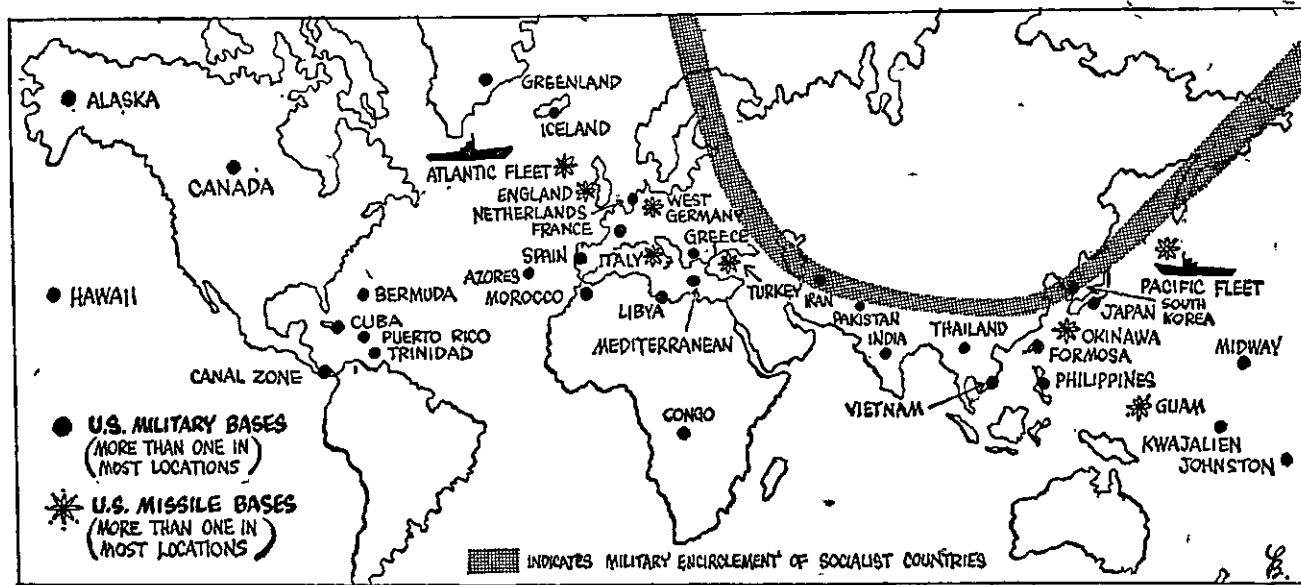 GREENLAND
ALASKA
ICELAND
CANADA
ATLANTIC FLEET
ENGLAND
NETHERLANDS
WEST
GERMANY
FRANCE
GREECE
SPAIN
ITALY
AZORES
MOROCCO
HAWAII
BERMUDA
LIBYA
TURKEY
IRAN
PAKISTAN
PACIFIC FLEET
JAPAN
SOUTH
KOREA
CUBA
PUERTO RICO
TRINIDAD
MEDITERRANEAN
INDIA
THAILAND
OKINAWA
FORMOSA
MIDWAY
CANAL ZONE
VIETNAM
PHILIPPINES
CONGO
GUAM
KWAJALIEN
JOHNSTON
U.S. MILITARY BASES
(MORE THAN ONE IN
MOST LOCATIONS)
U.S. MISSILE BASES
(MORE THAN ONE IN
MOST LOCATIONS)
INDICATES MILITARY ENCIRCLEMENT OF SOCIALIST COUNTRIES